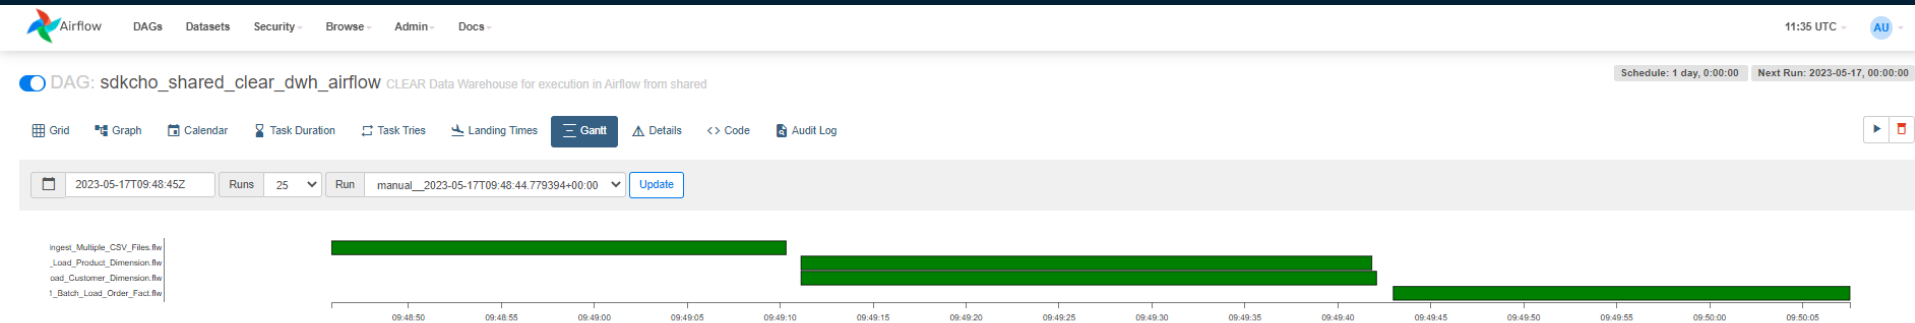 Airflow DAGs Datasets Security Browse Admin Docs 11:35 UTC AU
DAG: sdkcho_shared_clear_dwh_airflow CLEAR Data Warehouse for execution in Airflow from shared Schedule: 1 day, 0:00:00 Next Run: 2023-05-17, 00:00:00
Grid Graph Calendar Task Duration Task Tries Landing Times Gantt Details <> Code Audit Log
2023-05-17T09:48:45Z Runs 25 Run manual__2023-05-17T09:48:44.779394+00:00 Update
ingest_Multiple_CSV_Files.flw
_Load_Product_Dimension.flw
oad_Customer_Dimension.flw
1_Batch_Load_Order_Fact.flw
09:48:50 09:48:55 09:49:00 09:49:05 09:49:10 09:49:15 09:49:20 09:49:25 09:49:30 09:49:35 09:49:40 09:49:45 09:49:50 09:49:55 09:50:00 09:50:05